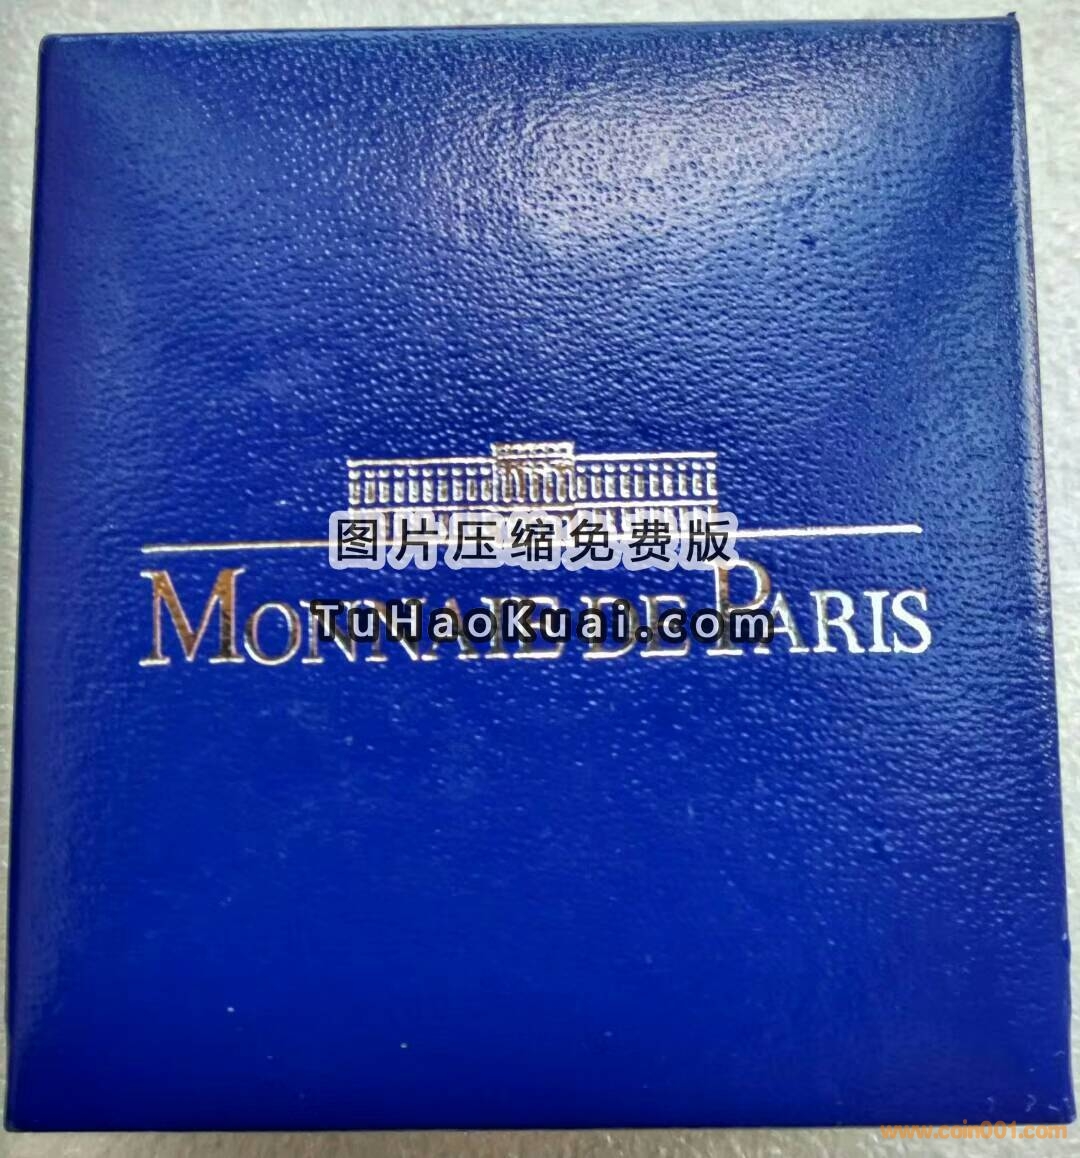 图片压缩免费版
MONNAIE DE PARIS
TuHaoKuai.com
www.coin001.com